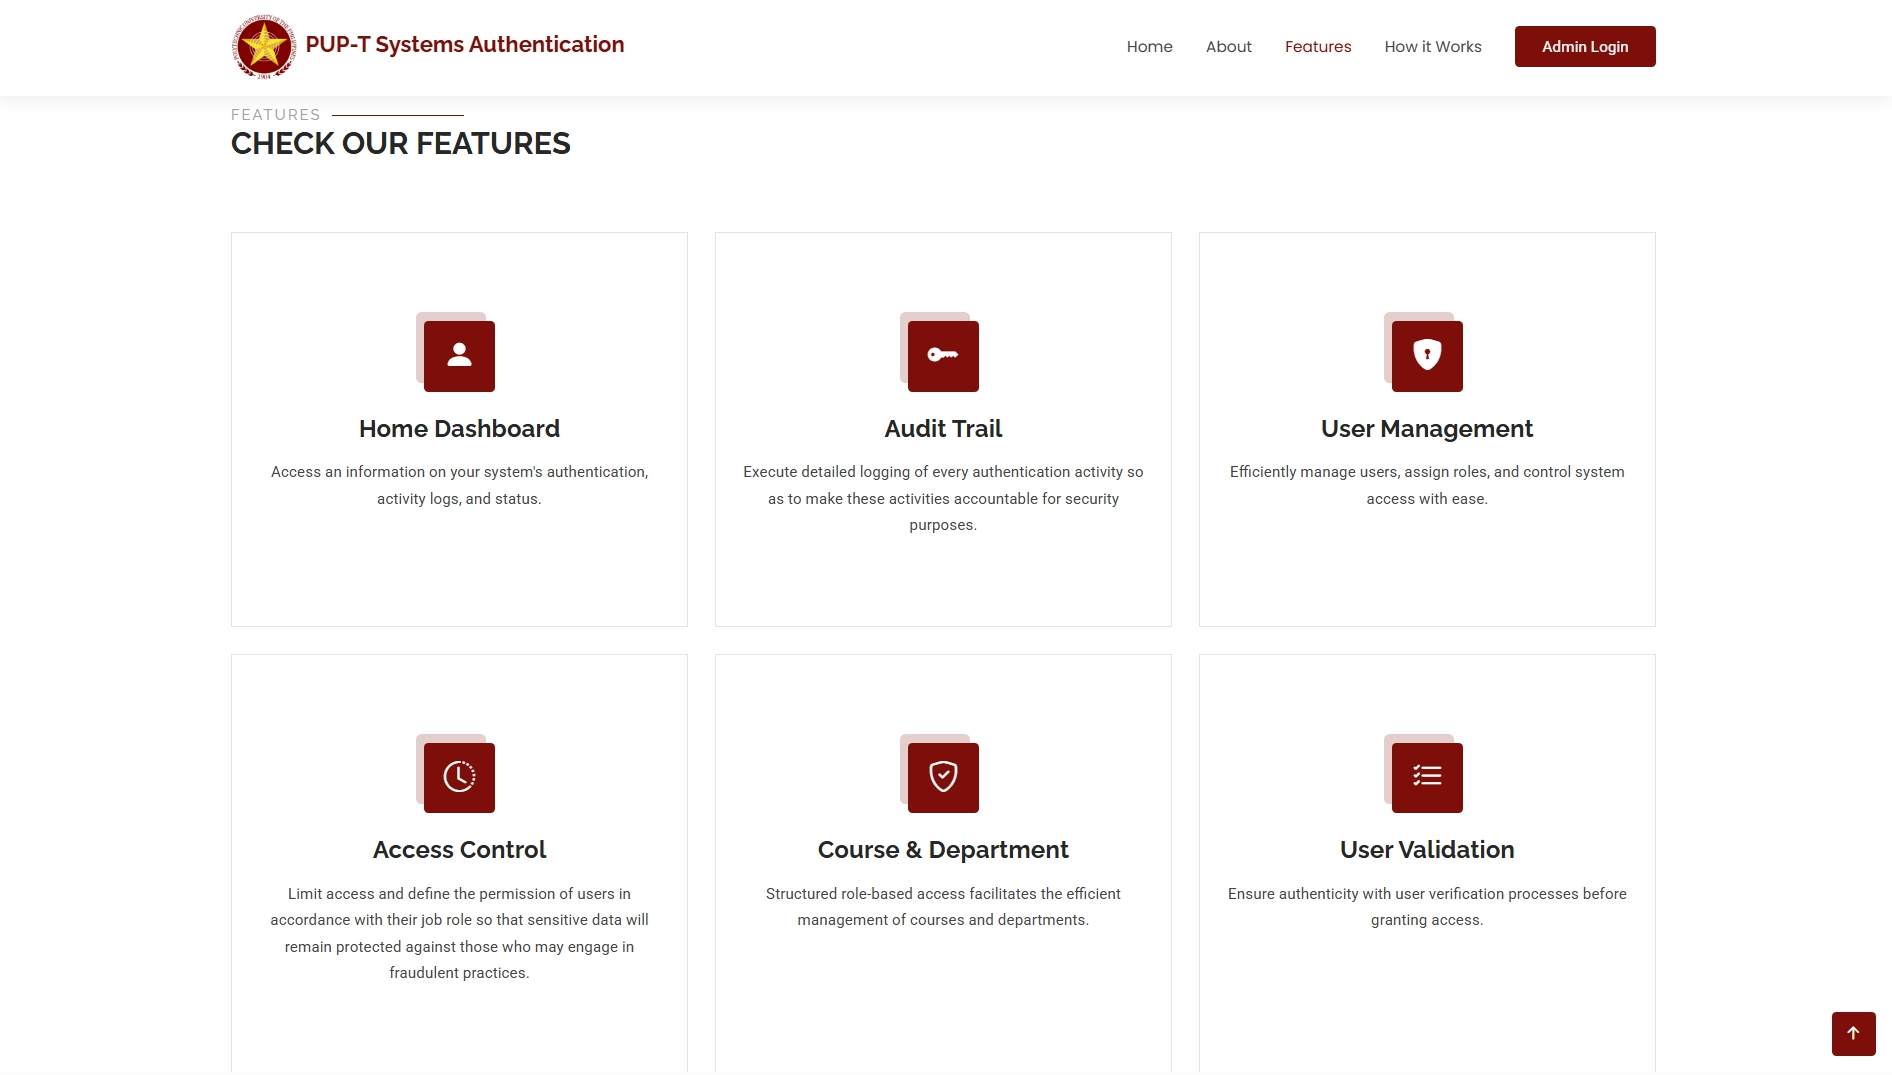 POLYTECHNIC UNIVERSITY OF THE PHILIPPINES
1904
PUP-T Systems Authentication
Home
About
Features
How it Works
Admin Login
FEATURES
CHECK OUR FEATURES
Home Dashboard
Access an information on your system's authentication,
activity logs, and status.
Audit Trail
Execute detailed logging of every authentication activity so
as to make these activities accountable for security
purposes.
User Management
Efficiently manage users, assign roles, and control system
access with ease.
Access Control
Limit access and define the permission of users in
accordance with their job role so that sensitive data will
remain protected against those who may engage in
fraudulent practices.
Course & Department
Structured role-based access facilitates the efficient
management of courses and departments.
User Validation
Ensure authenticity with user verification processes before
granting access.